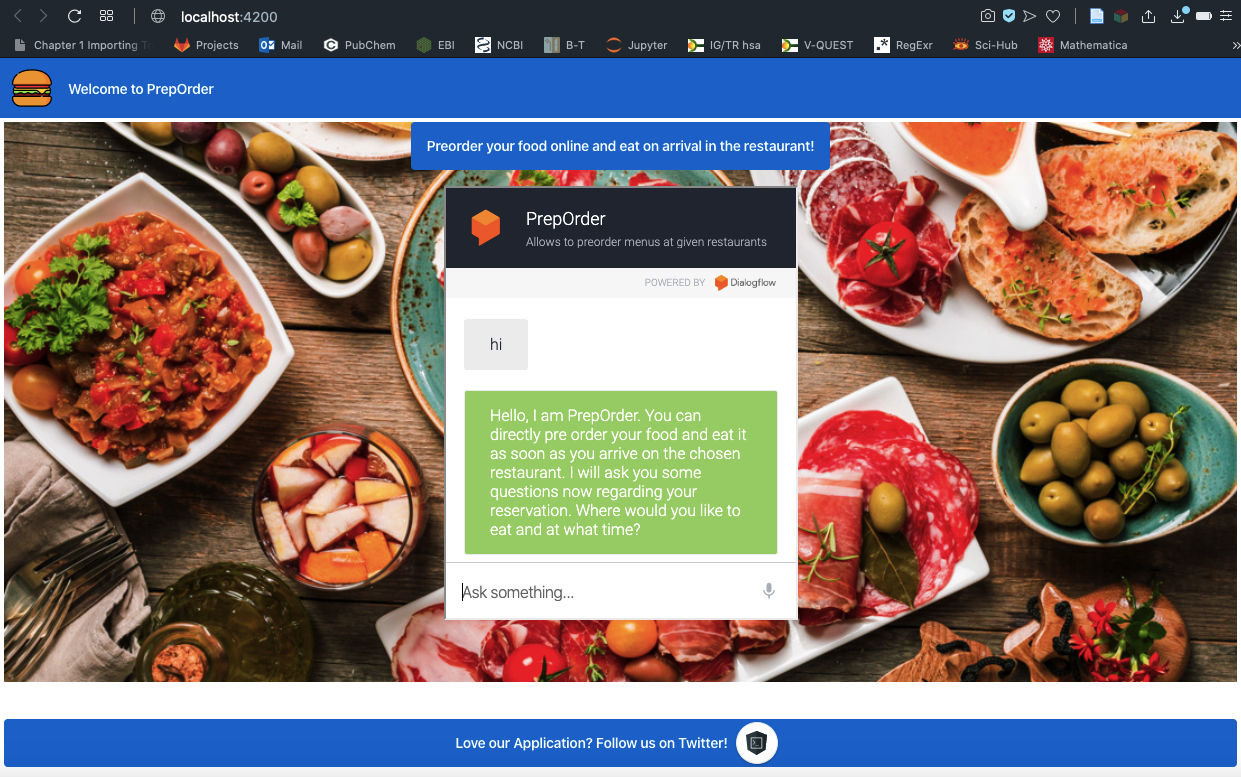 localhost:4200
Chapter 1 Importing Tr
Projects
Mail
PubChem
EBI
NCBI
B-T
Jupyter
IG/TR hsa
V-QUEST
RegExr
Sci-Hub
Mathematica
»
Welcome to PrepOrder
Preorder your food online and eat on arrival in the restaurant!
PrepOrder
Allows to preorder menus at given restaurants
POWERED BY Dialogflow
hi
Hello, I am PrepOrder. You can
directly pre order your food and eat it
as soon as you arrive on the chosen
restaurant. I will ask you some
questions now regarding your
reservation. Where would you like to
eat and at what time?
Ask something...
Love our Application? Follow us on Twitter!